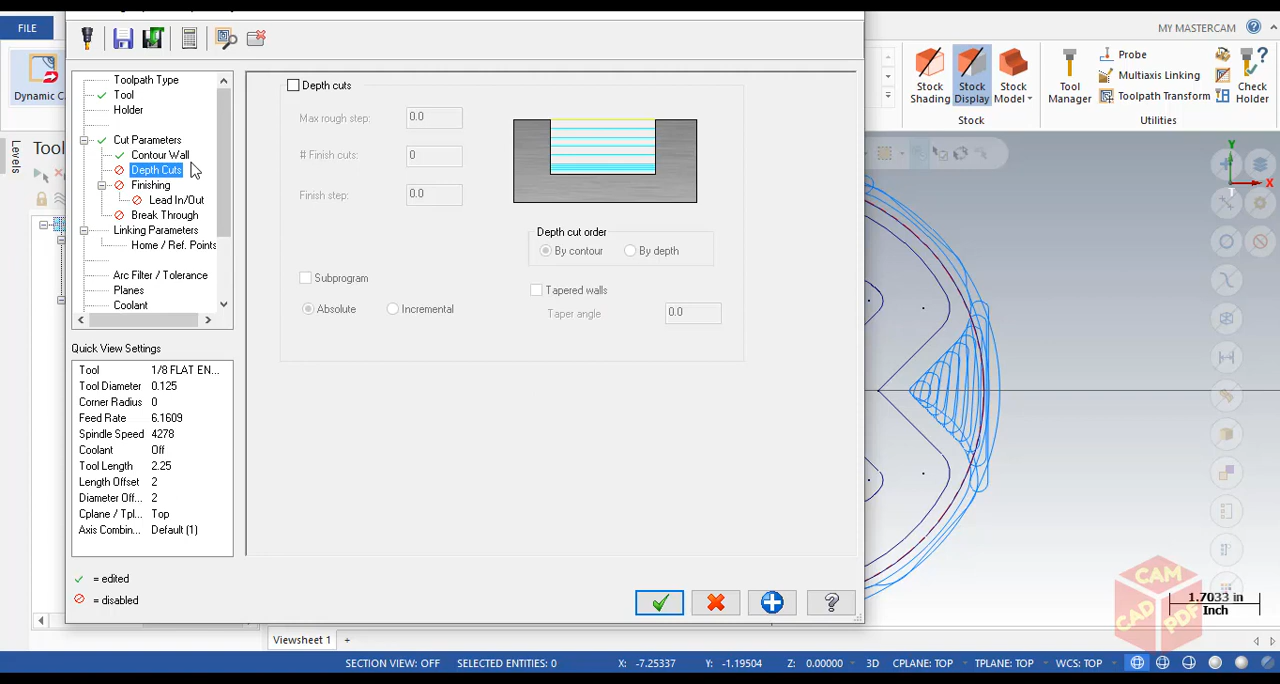 FILE
MY MASTERCAM
Dynamic C
Stock Shading
Stock Display
Stock Model
Stock
Tool Manager
Probe
Multiaxis Linking
Toolpath Transform
Check Holder
Utilities
Levels
Tool
Toolpath Type
Tool
Holder
Cut Parameters
Contour Wall
Depth Cuts
Finishing
Lead In/Out
Break Through
Linking Parameters
Home / Ref. Points
Arc Filter / Tolerance
Planes
Coolant
Depth cuts
Max rough step: 0.0
# Finish cuts: 0
Finish step: 0.0
Depth cut order
By contour By depth
Subprogram
Absolute Incremental
Tapered walls
Taper angle 0.0
Quick View Settings
Tool 1/8 FLAT EN...
Tool Diameter 0.125
Corner Radius 0
Feed Rate 6.1609
Spindle Speed 4278
Coolant Off
Tool Length 2.25
Length Offset 2
Diameter Off... 2
Cplane / Tpl... Top
Axis Combin... Default (1)
= edited
= disabled
Y
X
CAM
CAD
PDF
1.7033 in
Inch
Viewsheet 1 +
SECTION VIEW: OFF SELECTED ENTITIES: 0 X: -7.25337 Y: -1.19504 Z: 0.00000 3D CPLANE: TOP TPLANE: TOP WCS: TOP